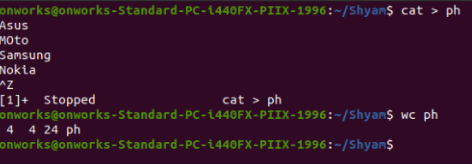 onworks@onworks-Standard-PC-i440FX-PIIX-1996:~/Shyam$ cat > ph
Asus
MOto
Samsung
Nokia
^Z
[1]+  Stopped                 cat > ph
onworks@onworks-Standard-PC-i440FX-PIIX-1996:~/Shyam$ wc ph
 4  4 24 ph
onworks@onworks-Standard-PC-i440FX-PIIX-1996:~/Shyam$